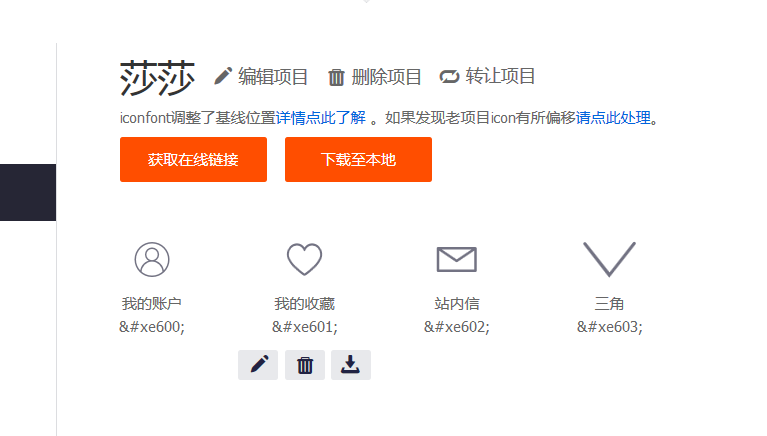 莎莎 编辑项目 删除项目 转让项目
iconfont调整了基线位置详情点此了解 。如果发现老项目icon有所偏移请点此处理。
获取在线链接 下载至本地
我的账户 我的收藏 站内信 三角
&#xe600; &#xe601; &#xe602; &#xe603;